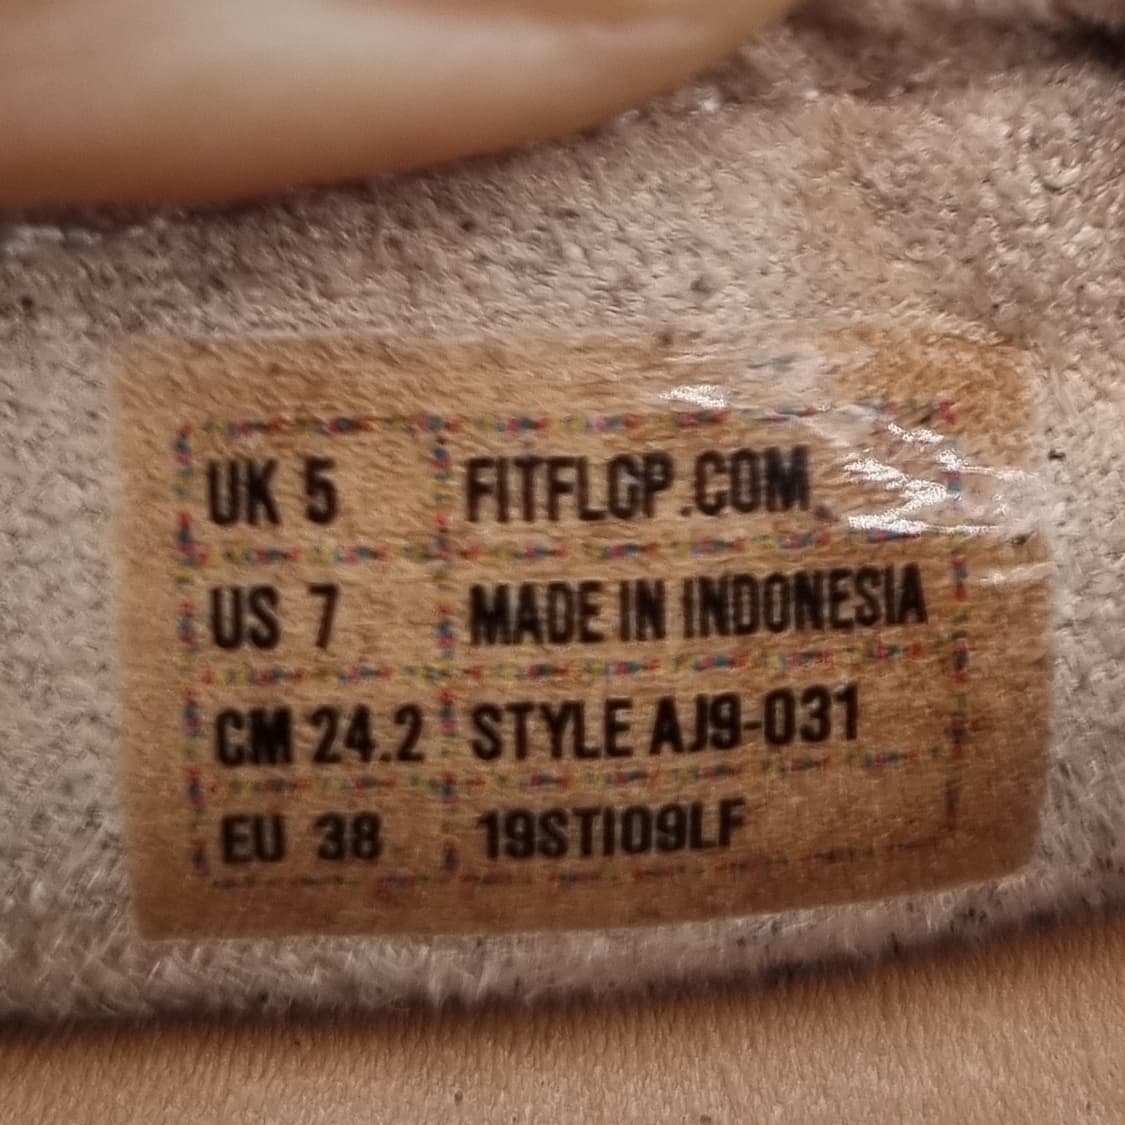 UK 5 FITFLOP.COM
US 7 MADE IN INDONESIA
CM 24.2 STYLE AJ9-031
EU 38 19STI09LF